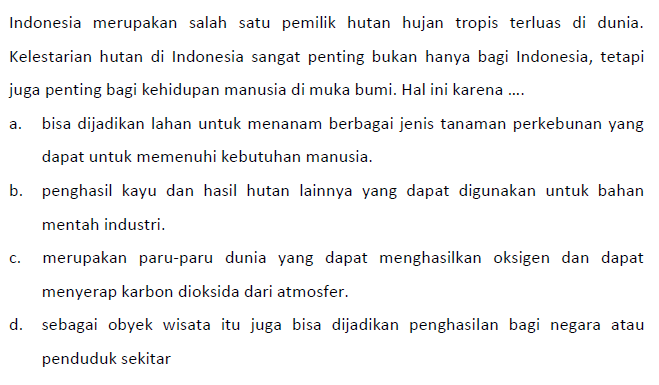 Indonesia merupakan salah satu pemilik hutan hujan tropis terluas di dunia.
Kelestarian hutan di Indonesia sangat penting bukan hanya bagi Indonesia, tetapi
juga penting bagi kehidupan manusia di muka bumi. Hal ini karena ....
a. bisa dijadikan lahan untuk menanam berbagai jenis tanaman perkebunan yang
dapat untuk memenuhi kebutuhan manusia.
b. penghasil kayu dan hasil hutan lainnya yang dapat digunakan untuk bahan
mentah industri.
c. merupakan paru-paru dunia yang dapat menghasilkan oksigen dan dapat
menyerap karbon dioksida dari atmosfer.
d. sebagai obyek wisata itu juga bisa dijadikan penghasilan bagi negara atau
penduduk sekitar